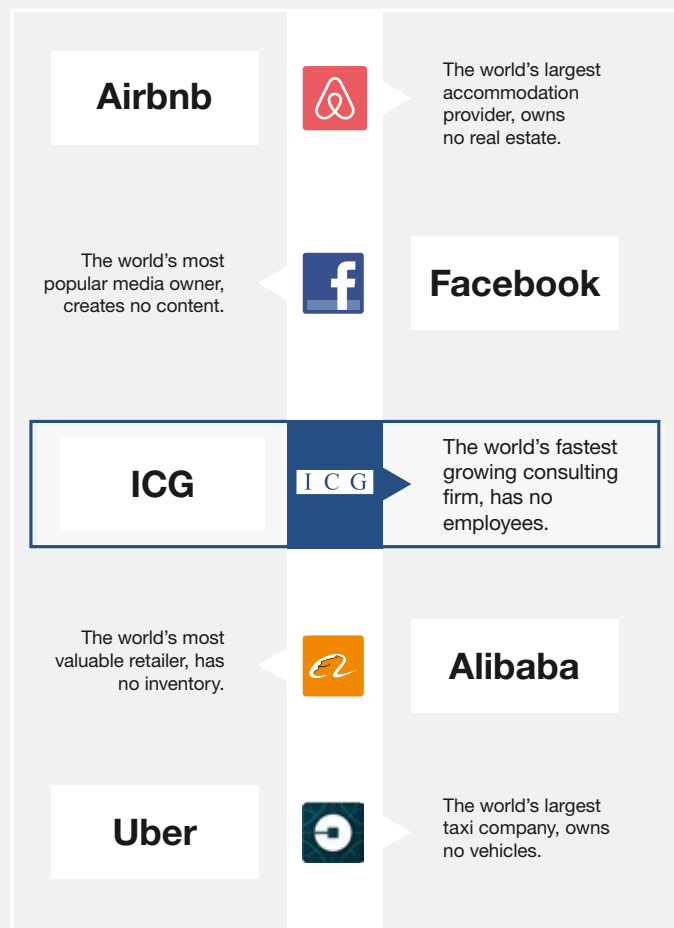 Airbnb
The world’s largest
accommodation
provider, owns
no real estate.
The world’s most
popular media owner,
creates no content.
f
Facebook
ICG
I C G
The world’s fastest
growing consulting
firm, has no
employees.
The world’s most
valuable retailer, has
no inventory.
Alibaba
Uber
The world’s largest
taxi company, owns
no vehicles.